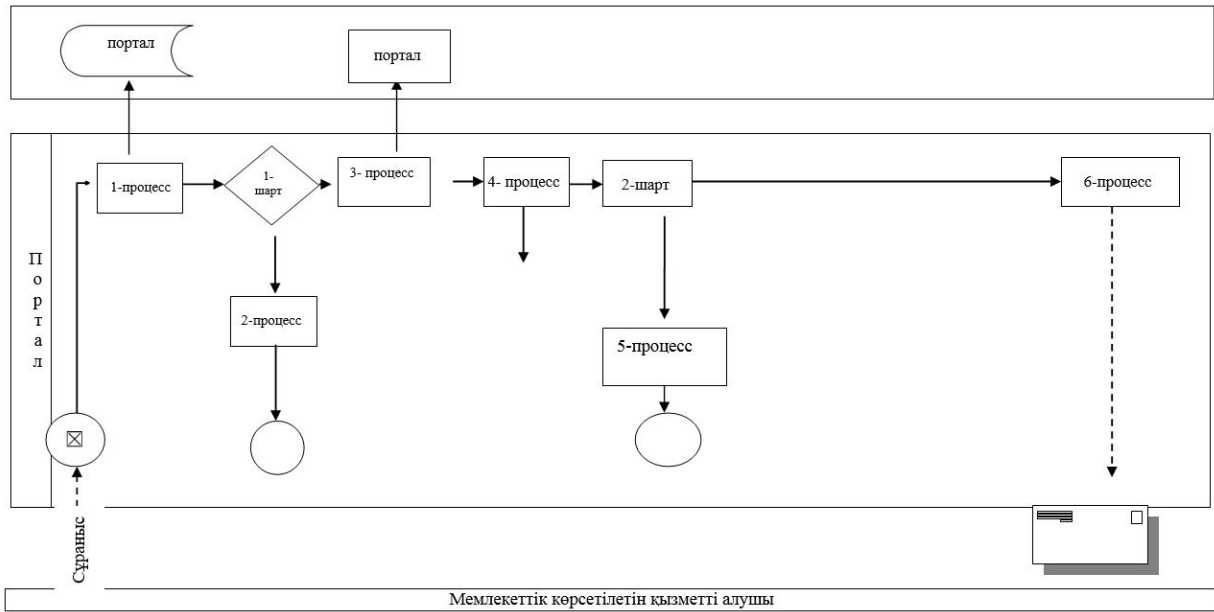 портал
портал
1-процесс
1-
шарт
3- процесс
4- процесс
2-шарт
6-процесс
Портал
2-процесс
5-процесс
Сұраныс
Мемлекеттік көрсетілетін қызметті алушы